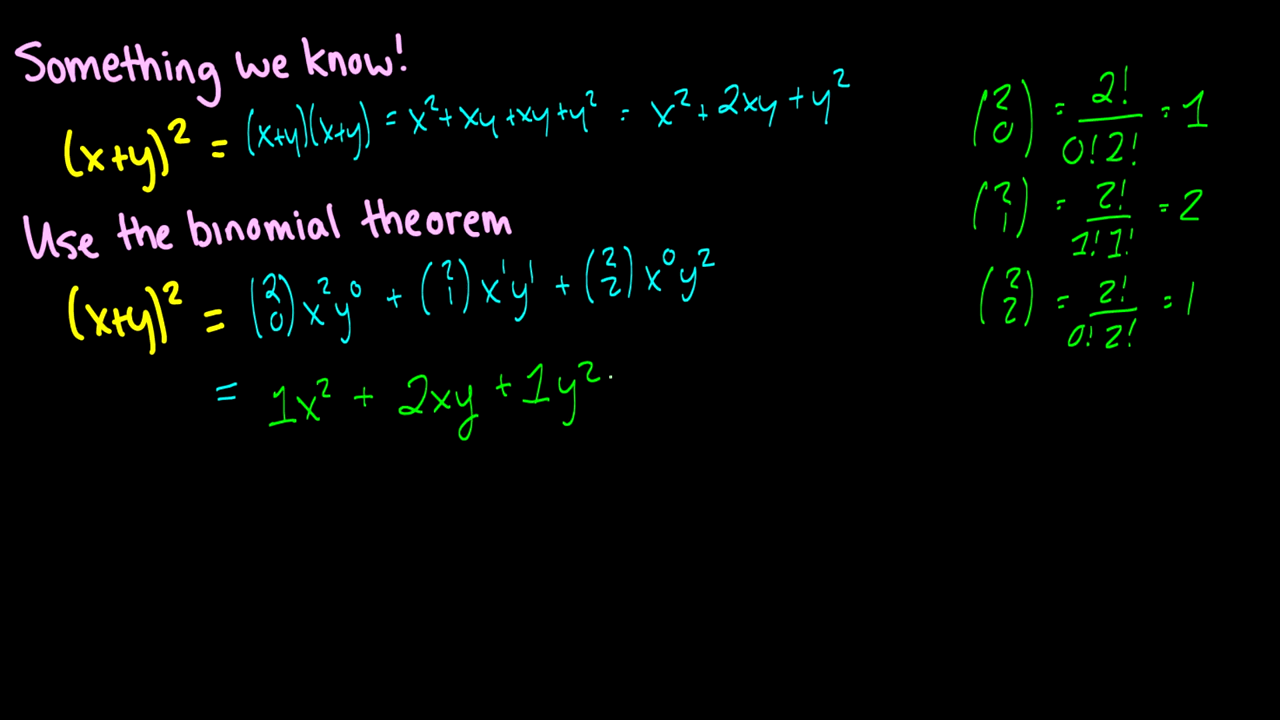 Something we know!
(x+y)² = (x+y)(x+y) = x² + xy + xy + y² = x² + 2xy + y²
Use the binomial theorem
(x+y)² = (2 0) x² y⁰ + (2 1) x¹ y¹ + (2 2) x⁰ y²
= 1x² + 2xy + 1y²
(2 0) = 2! / 0! 2! = 1
(2 1) = 2! / 1! 1! = 2
(2 2) = 2! / 0! 2! = 1